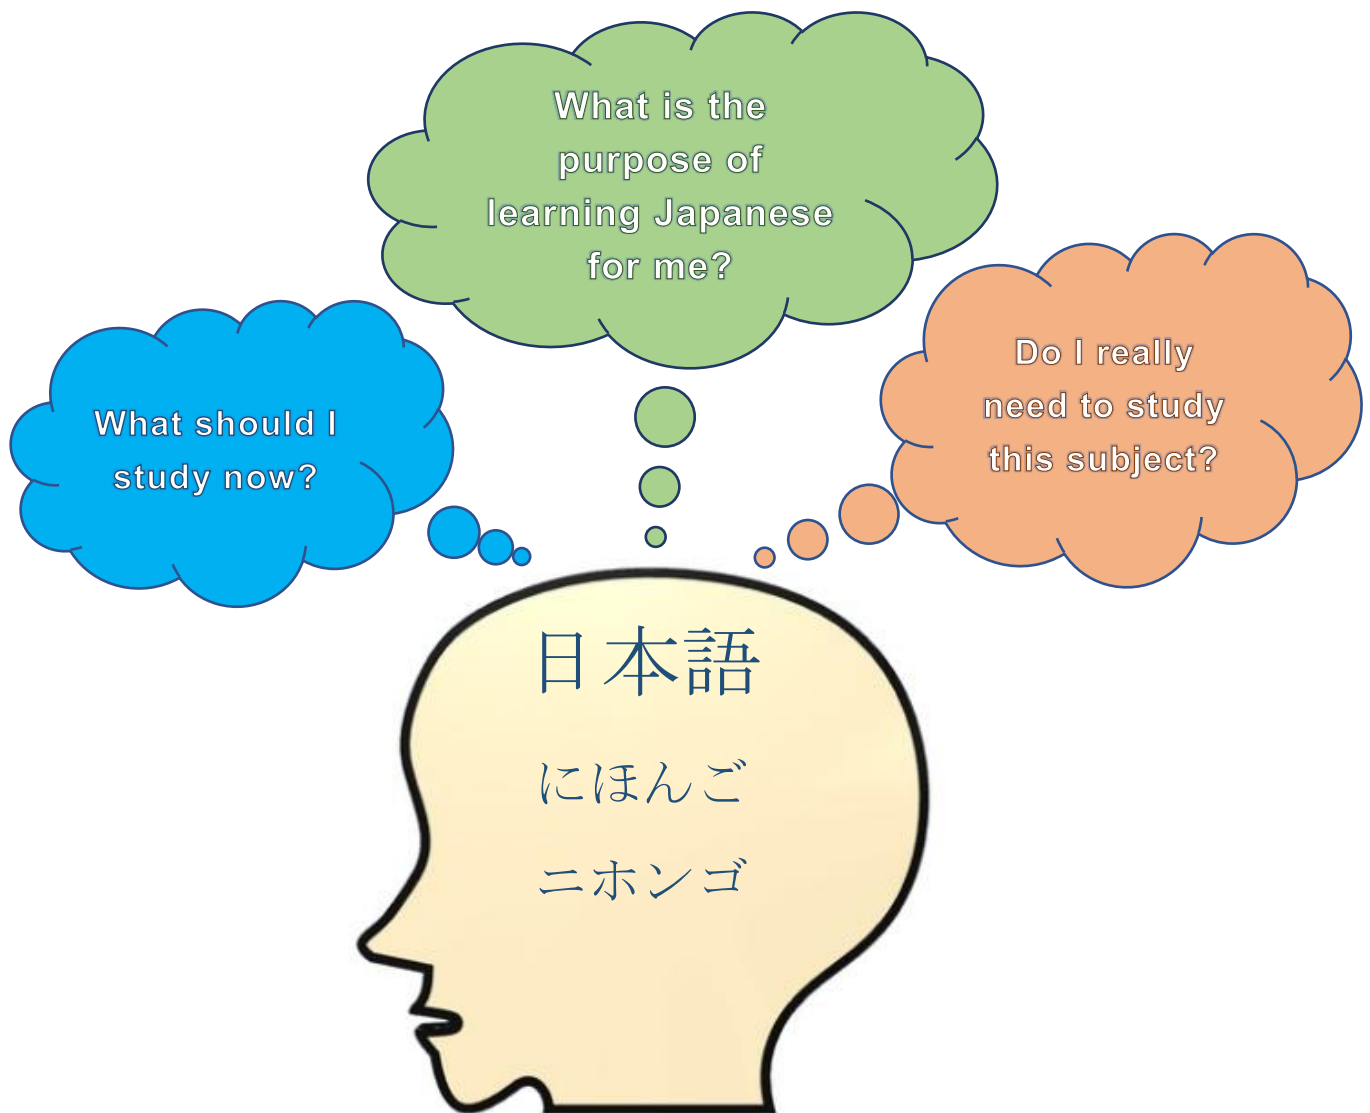 What is the
purpose of
learning Japanese
for me?
Do I really
need to study
this subject?
What should I
study now?
日本語
にほんご
ニホンゴ